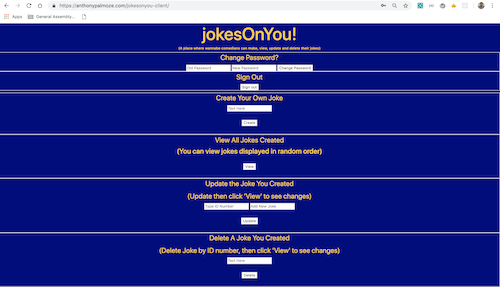 https://anthonypalmoze.com/jokesonyou-client/
Apps
General Assembly...
jokesOnYou!
(A place where wannabe comedians can make, view, update and delete their jokes)
Change Password?
Old Password New Password Change Password
Sign Out
Sign out
Create Your Own Joke
Text Here
Create
View All Jokes Created
(You can view jokes displayed in random order)
View
Update the Joke You Created
(Update then click 'View' to see changes)
Type ID Number Add New Joke
Update
Delete A Joke You Created
(Delete Joke by ID number, then click 'View' to see changes)
Text Here
Delete